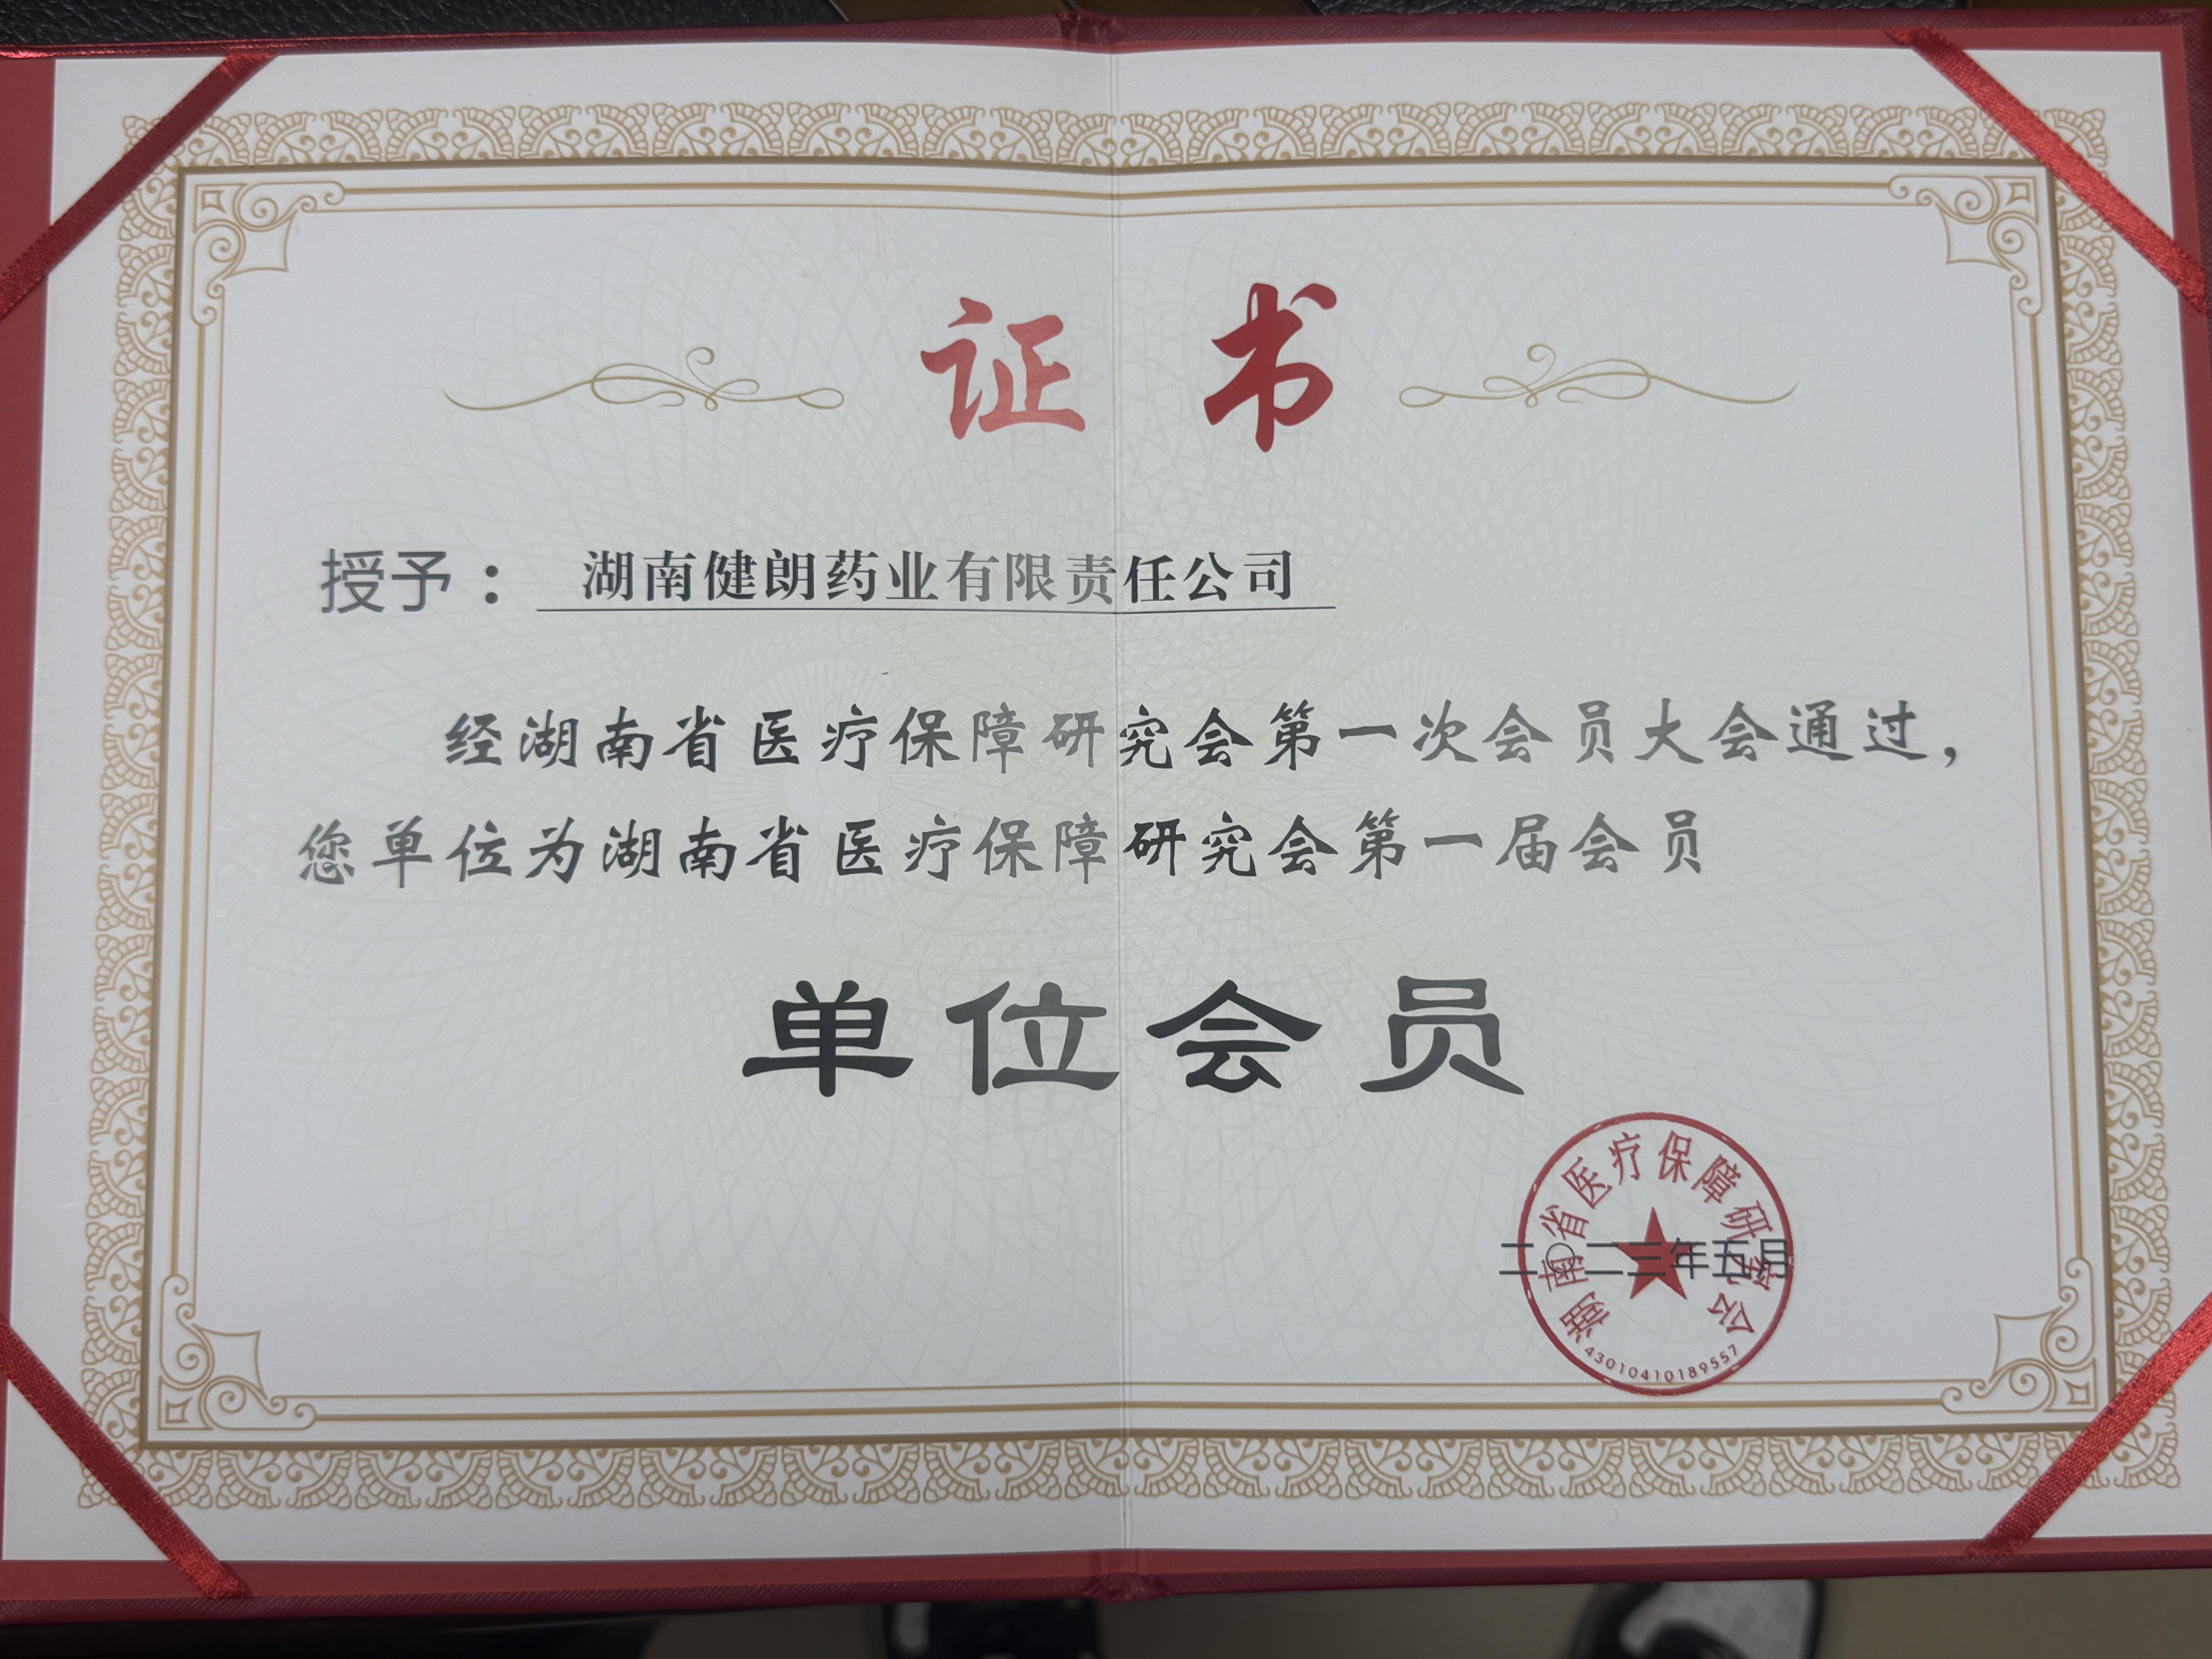 证书
授予：湖南健朗药业有限责任公司
经湖南省医疗保障研究会第一次会员大会通过，
您单位为湖南省医疗保障研究会第一届会员
单位会员
湖南省医疗保障研究会
二〇二三年五月
43010410189557